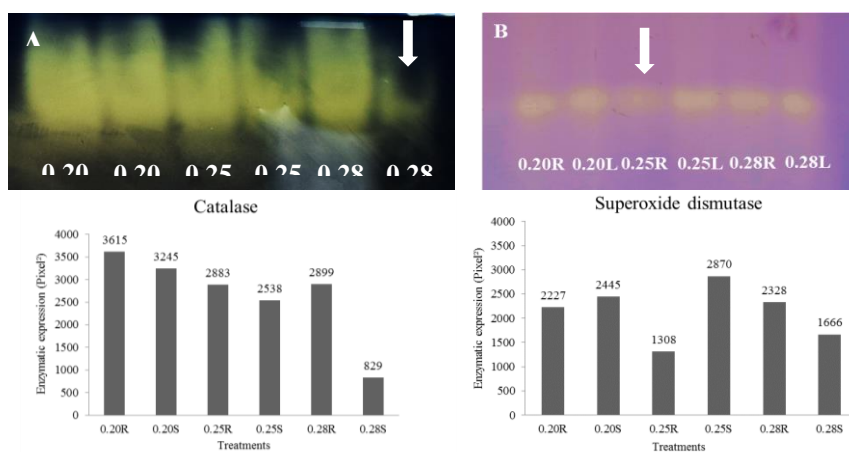 A
0.20 0.20 0.25 0.25 0.28 0.28
B
0.20R 0.20L 0.25R 0.25L 0.28R 0.28L
Catalase
Enzymatic expression (Pixel²)
4000
3500
3000
2500
2000
1500
1000
500
0
3615
3245
2883
2538
2899
829
0.20R 0.20S 0.25R 0.25S 0.28R 0.28S
Treatments
Superoxide dismutase
Enzymatic expression (Pixel²)
4000
3500
3000
2500
2000
1500
1000
500
0
2227
2445
1308
2870
2328
1666
0.20R 0.20S 0.25R 0.25S 0.28R 0.28S
Treatments